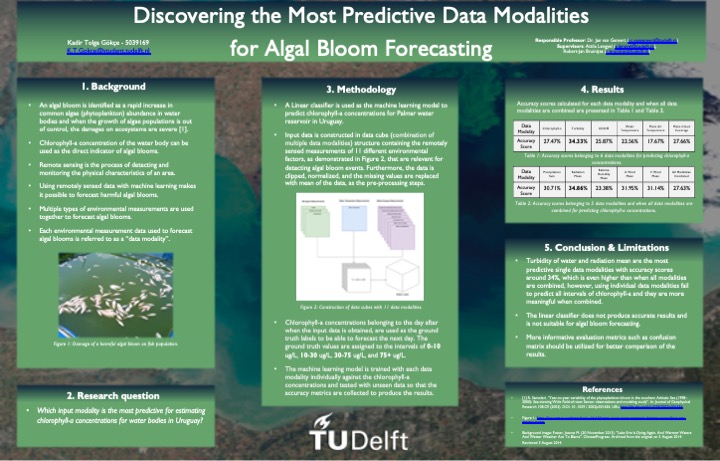 Discovering the Most Predictive Data Modalities
for Algal Bloom Forecasting
Kadir Tolga Gökçe - 5039169
Responsible Professor: Dr. Jan van Gemert
Supervisors: Attila Lengyel
Robert-Jan Bruintjes
1. Background
• An algal bloom is identified as a rapid increase in
common algae (phytoplankton) abundance in water
bodies and when the growth of algae populations is out
of control, the damages on ecosystems are severe [1].
• Chlorophyll-a concentration of the water body can be
used as the direct indicator of algal blooms.
• Remote sensing is the process of detecting and
monitoring the physical characteristics of an area.
• Using remotely sensed data with machine learning makes
it possible to forecast harmful algal blooms.
• Multiple types of environmental measurements are used
together to forecast algal blooms.
• Each environmental measurement data used to forecast
algal blooms is referred to as a "data modality".
Figure 1: Damage of a harmful algal bloom on fish population.
2. Research question
• Which input modality is the most predictive for estimating
chlorophyll-a concentrations for water bodies in Uruguay?
3. Methodology
• A Linear classifier is used as the machine learning model to
predict chlorophyll-a concentrations for Palmar water
reservoir in Uruguay.
• Input data is constructed in data cube (combination of
multiple data modalities) structure containing the remotely
sensed measurements of 11 different environmental
factors, as demonstrated in Figure 2, that are relevant for
detecting algal bloom events. Furthermore, the data is
clipped, normalized, and the missing values are replaced
with mean of the data, as the pre-processing steps.
Figure 2: Construction of data cubes with 11 data modalities
• Chlorophyll-a concentrations belonging to the day after
when the input data is obtained, are used as the ground
truth labels to be able to forecast the next day. The
ground truth values are assigned to the intervals of 0-10
ug/L, 10-30 ug/L, 30-75 ug/L, and 75+ ug/L.
• The machine learning model is trained with each data
modality individually against the chlorophyll-a
concentrations and tested with unseen data so that the
accuracy metrics are collected to produce the results.
TU Delft
4. Results
Accuracy scores calculated for each data modality and when all data
modalities are combined are presented in Table 1 and Table 2.
Data Modality
Accuracy Score 27.47% 34.33% 25.87% 23.56% 17.67% 27.66%
Table 1: Accuracy scores belonging to 6 data modalities for predicting chlorophyll-a
concentrations.
Data Modality
Accuracy Score 30.71% 34.86% 23.38% 31.95% 31.14% 27.63%
Table 2: Accuracy scores belonging to 5 data modalities and when all data modalities are
combined for predicting chlorophyll-a concentrations.
5. Conclusion & Limitations
• Turbidity of water and radiation mean are the most
predictive single data modalities with accuracy scores
around 34%, which is even higher than when all modalities
are combined, however, using individual data modalities fail
to predict all intervals of chlorophyll-a and they are more
meaningful when combined.
• The linear classifier does not produce accurate results and
is not suitable for algal bloom forecasting.
• More informative evaluation metrics such as confusion
matrix should be utilized for better comparison of the
results.
References